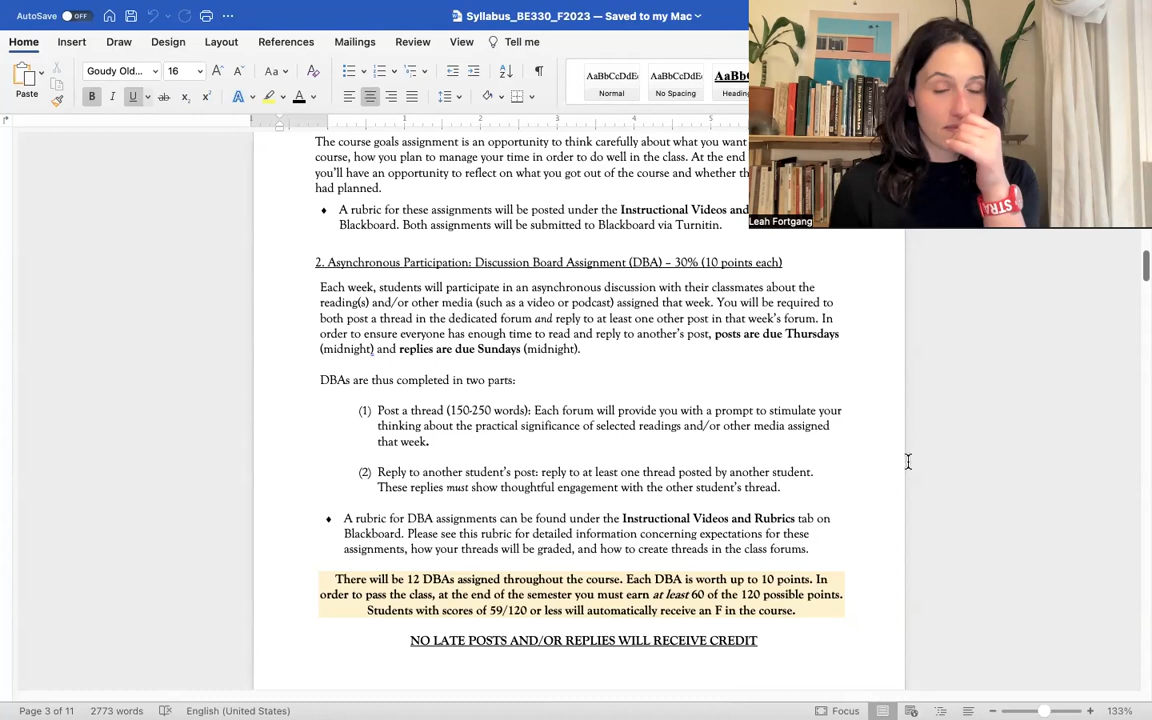 AutoSave OFF
Syllabus_BE330_F2023 — Saved to my Mac
Home Insert Draw Design Layout References Mailings Review View Tell me
Paste
Goudy Old... 16
Aa
B I U ab x₂ x² A A
AaBbCcDdE AaBbCcDdE AaBbCcDc
Normal No Spacing Heading
1 1 2 3 4 5
The course goals assignment is an opportunity to think carefully about what you want
course, how you plan to manage your time in order to do well in the class. At the end
you'll have an opportunity to reflect on what you got out of the course and whether th
had planned.
♦ A rubric for these assignments will be posted under the Instructional Videos and
Blackboard. Both assignments will be submitted to Blackboard via Turnitin.
2. Asynchronous Participation: Discussion Board Assignment (DBA) – 30% (10 points each)
Each week, students will participate in an asynchronous discussion with their classmates about the
reading(s) and/or other media (such as a video or podcast) assigned that week. You will be required to
both post a thread in the dedicated forum and reply to at least one other post in that week's forum. In
order to ensure everyone has enough time to read and reply to another's post, posts are due Thursdays
(midnight) and replies are due Sundays (midnight).
DBAs are thus completed in two parts:
(1) Post a thread (150-250 words): Each forum will provide you with a prompt to stimulate your
thinking about the practical significance of selected readings and/or other media assigned
that week.
(2) Reply to another student's post: reply to at least one thread posted by another student.
These replies must show thoughtful engagement with the other student's thread.
♦ A rubric for DBA assignments can be found under the Instructional Videos and Rubrics tab on
Blackboard. Please see this rubric for detailed information concerning expectations for these
assignments, how your threads will be graded, and how to create threads in the class forums.
There will be 12 DBAs assigned throughout the course. Each DBA is worth up to 10 points. In
order to pass the class, at the end of the semester you must earn at least 60 of the 120 possible points.
Students with scores of 59/120 or less will automatically receive an F in the course.
NO LATE POSTS AND/OR REPLIES WILL RECEIVE CREDIT
Page 3 of 11 2773 words English (United States) Focus 133%
Leah Fortgang
STRA